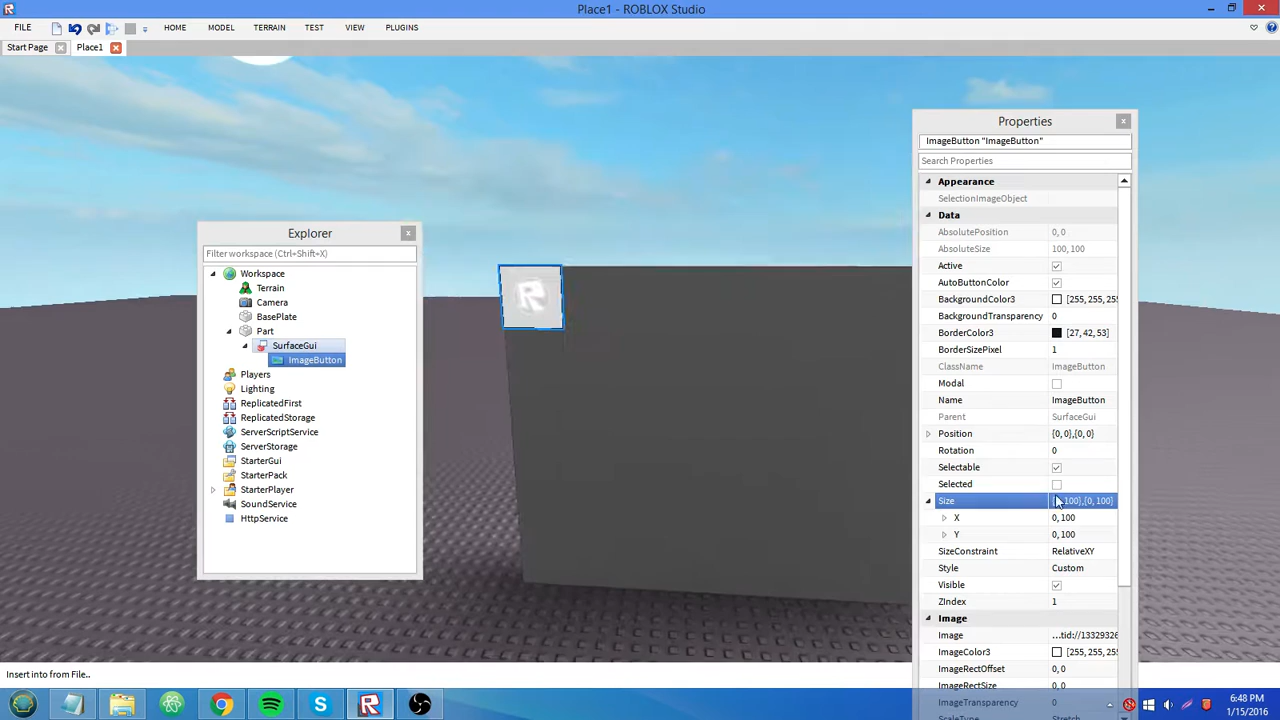 Place1 - ROBLOX Studio
FILE HOME MODEL TERRAIN TEST VIEW PLUGINS
Start Page Place1
Explorer
Filter workspace (Ctrl+Shift+X)
Workspace
Terrain
Camera
BasePlate
Part
SurfaceGui
ImageButton
Players
Lighting
ReplicatedFirst
ReplicatedStorage
ServerScriptService
ServerStorage
StarterGui
StarterPack
StarterPlayer
SoundService
HttpService
Properties
ImageButton "ImageButton"
Search Properties
Appearance
SelectionImageObject
Data
AbsolutePosition 0, 0
AbsoluteSize 100, 100
Active
AutoButtonColor
BackgroundColor3 [255, 255, 255
BackgroundTransparency 0
BorderColor3 [27, 42, 53]
BorderSizePixel 1
ClassName ImageButton
Modal
Name ImageButton
Parent SurfaceGui
Position {0, 0},{0, 0}
Rotation 0
Selectable
Selected
Size 100},{0, 100}
X 0, 100
Y 0, 100
SizeConstraint RelativeXY
Style Custom
Visible
ZIndex 1
Image
Image ...tid://13329326
ImageColor3 [255, 255, 255
ImageRectOffset 0, 0
ImageRectSize 0, 0
ImageTransparency 0
ScaleType Stretch
Insert into from File..
6:48 PM
1/15/2016